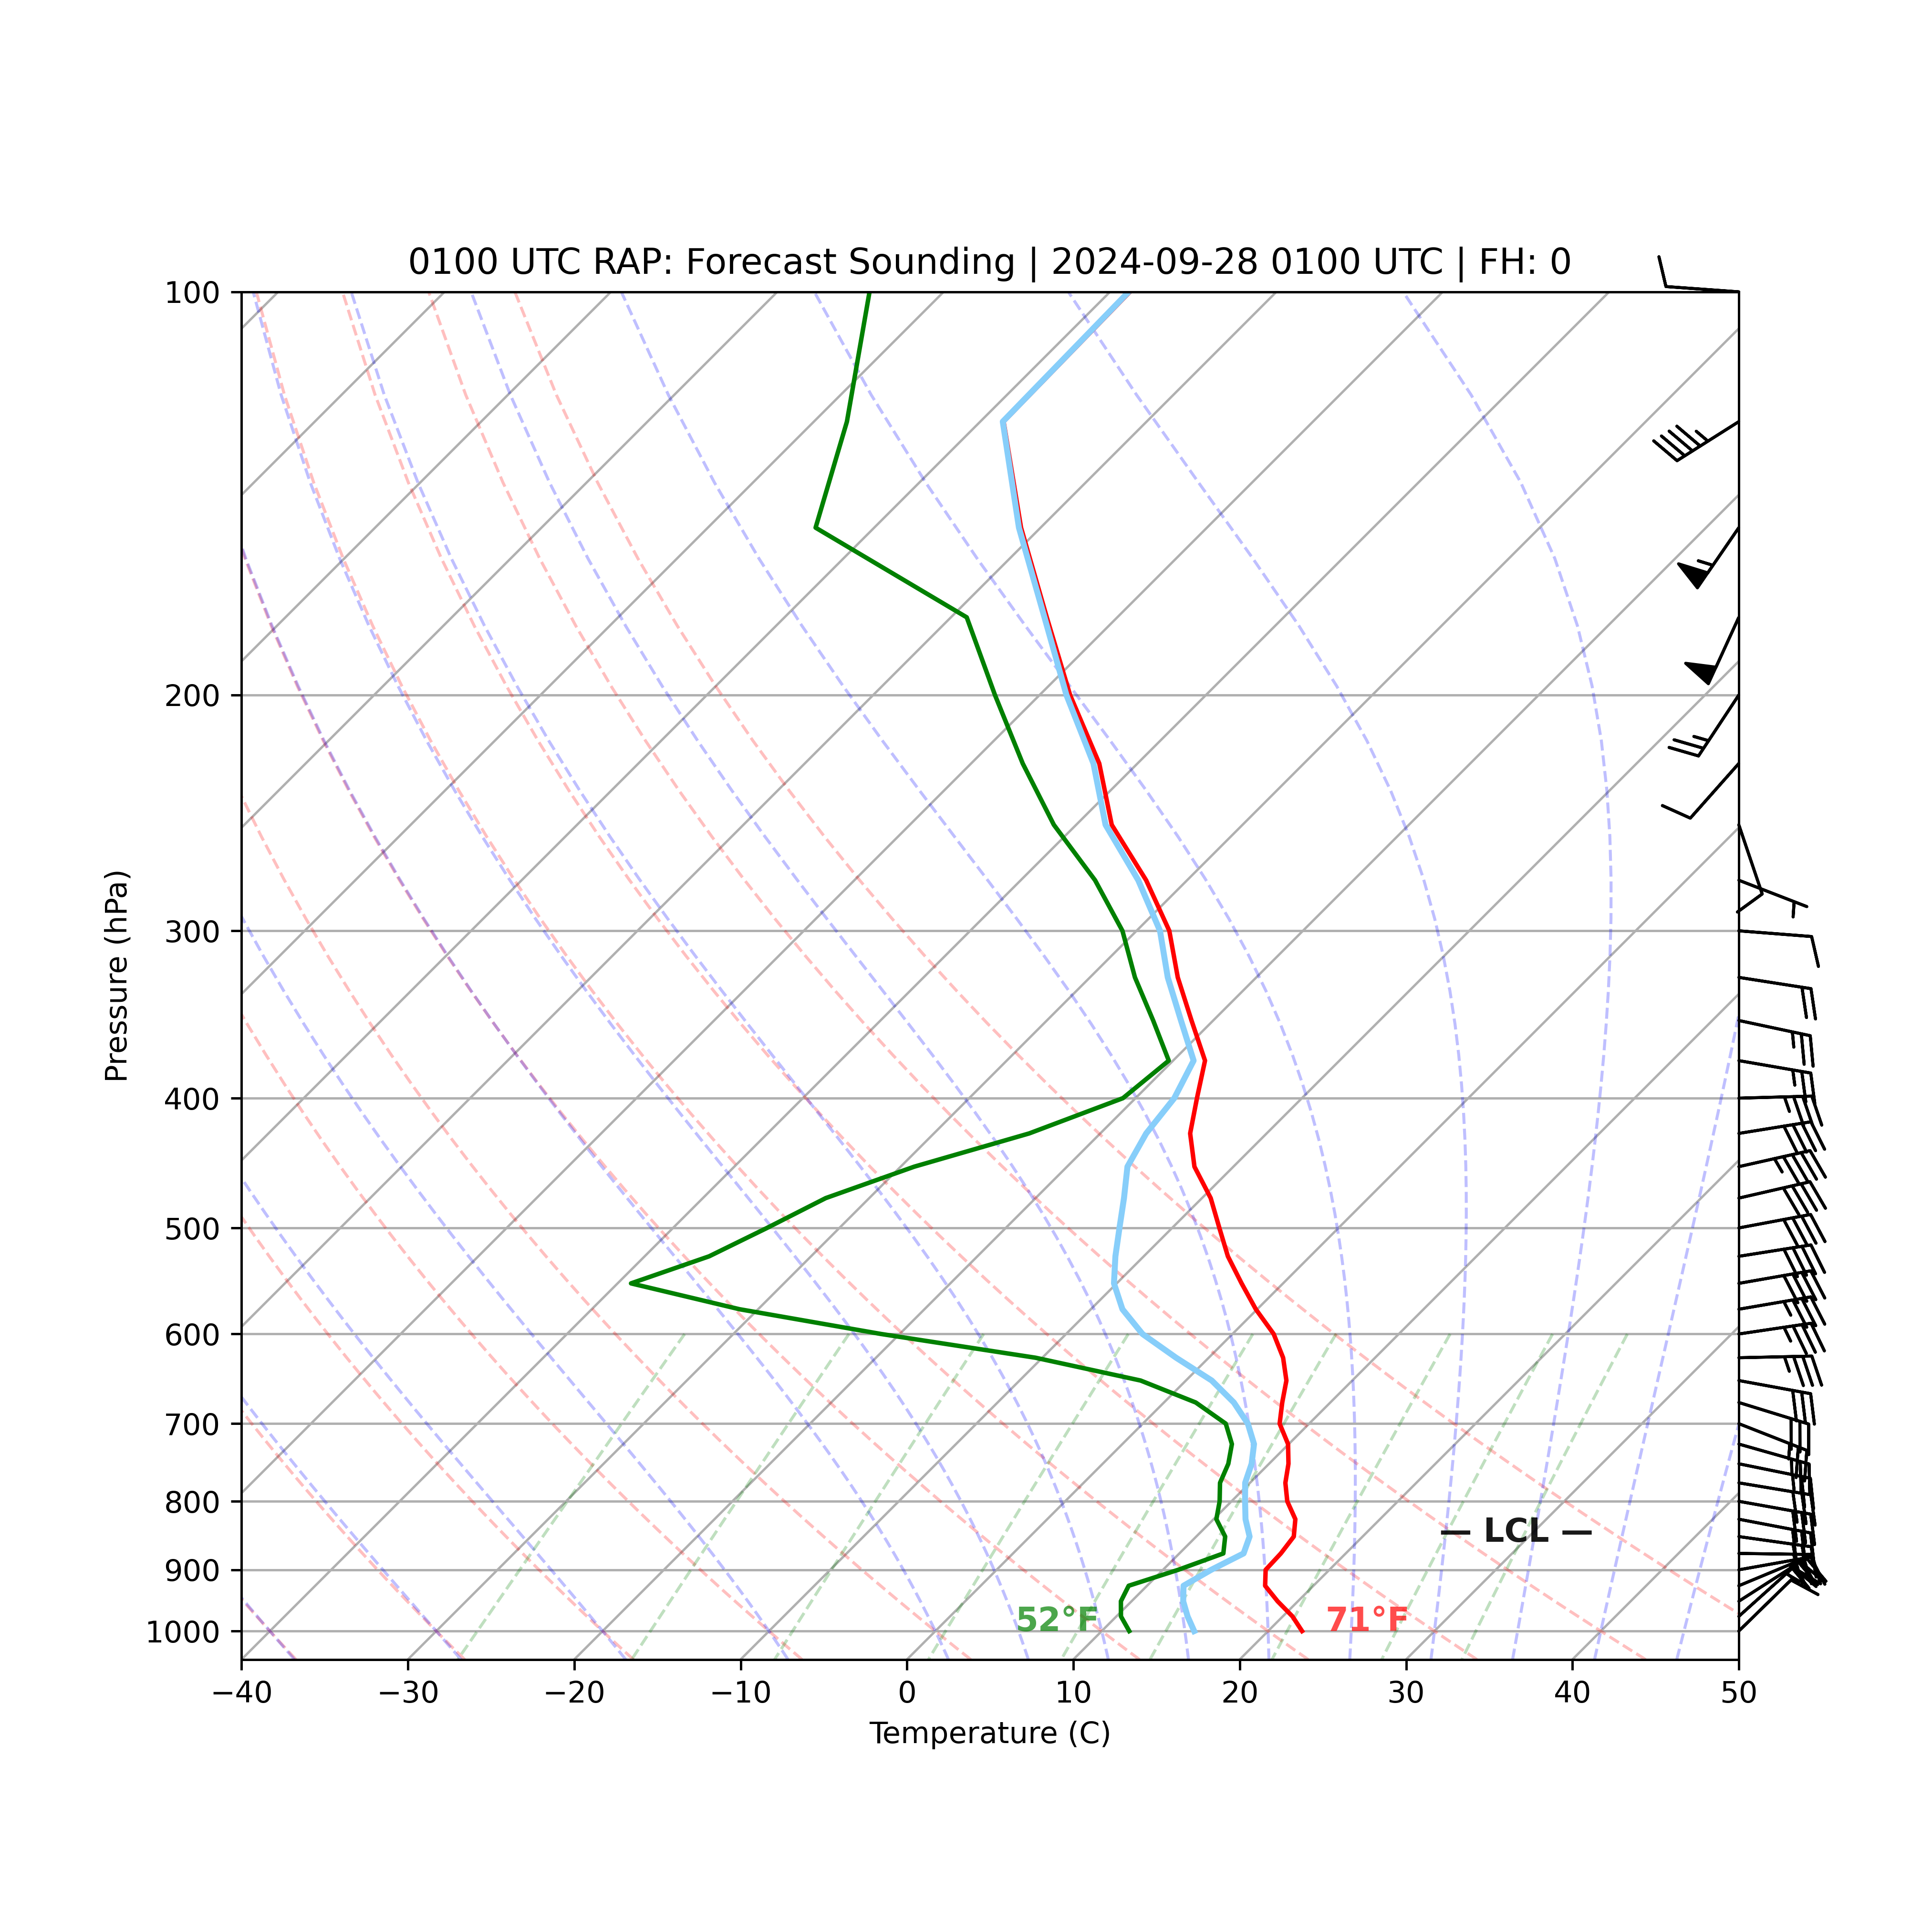 0100 UTC RAP: Forecast Sounding | 2024-09-28 0100 UTC | FH: 0
100
200
300
400
500
600
700
800
900
1000
Pressure (hPa)
— LCL —
52°F
71°F
−40 −30 −20 −10 0 10 20 30 40 50
Temperature (C)